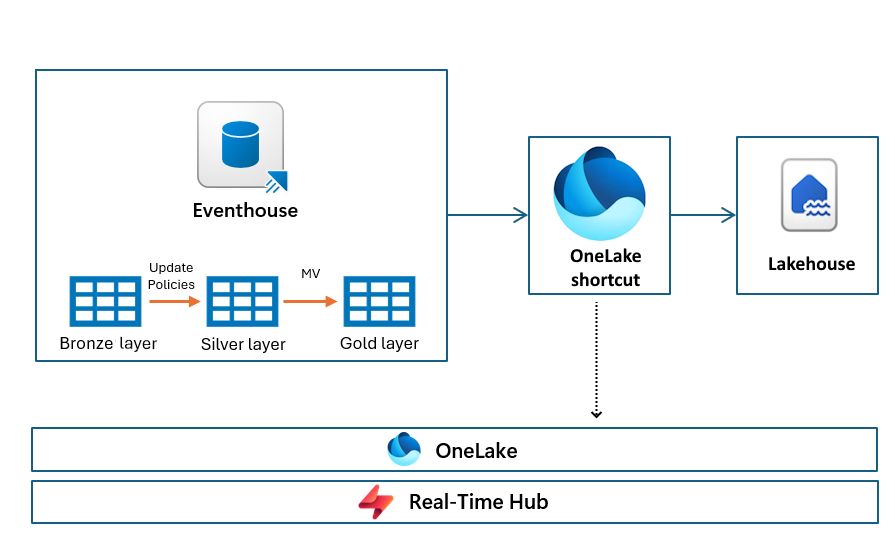 Eventhouse
Update
Policies
MV
Bronze layer
Silver layer
Gold layer
OneLake
shortcut
Lakehouse
OneLake
Real-Time Hub